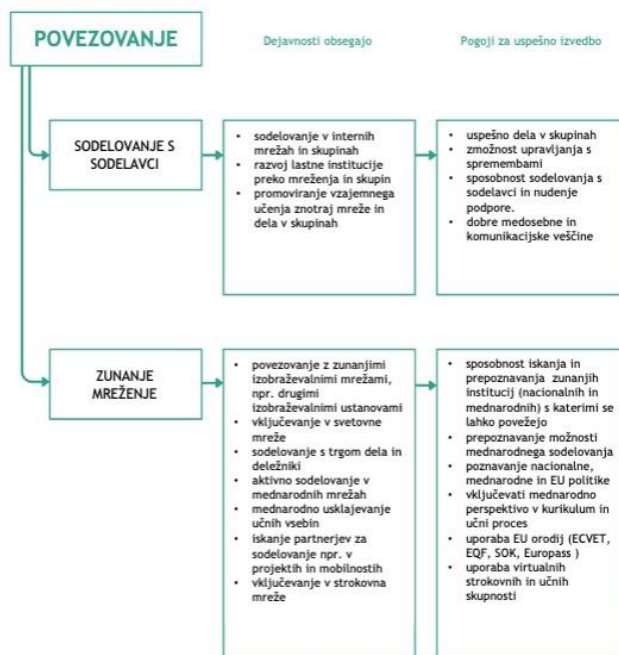 POVEZOVANJE
Dejavnosti obsegajo
Pogoji za uspešno izvedbo
SODELOVANJE S
SODELAVCI
• sodelovanje v internih
mrežah in skupinah
• razvoj lastne institucije
preko mreženja in skupin
• promoviranje vzajemnega
učenja znotraj mreže in
dela v skupinah
• uspešno dela v skupinah
• zmožnost upravljanja s
spremembami
• sposobnost sodelovanja s
sodelavci in nudenje
podpore.
• dobre medosebne in
komunikacijske veščine
ZUNANJE
MREŽENJE
• povezovanje z zunanjimi
izobraževalnimi mrežami,
npr. drugimi
izobraževalnimi ustanovami
• vključevanje v svetovne
mreže
• sodelovanje s trgom dela in
deležniki
• aktivno sodelovanje v
mednarodnih mrežah
• mednarodno usklajevanje
učnih vsebin
• iskanje partnerjev za
sodelovanje npr. v
projektih in mobilnostih
• vključevanje v strokovna
mreže
• sposobnost iskanja in
prepoznavanja zunanjih
institucij (nacionalnih in
mednarodnih) s katerimi se
lahko povežejo
• prepoznavanje možnosti
mednarodnega sodelovanja
• poznavanje nacionalne,
mednarodne in EU politike
• vključevati mednarodno
perspektivo v kurikulum in
učni proces
• uporaba EU orodij (ECVET,
EQF, SOK, Europass )
• uporaba virtualnih
strokovnih in učnih
skupnosti